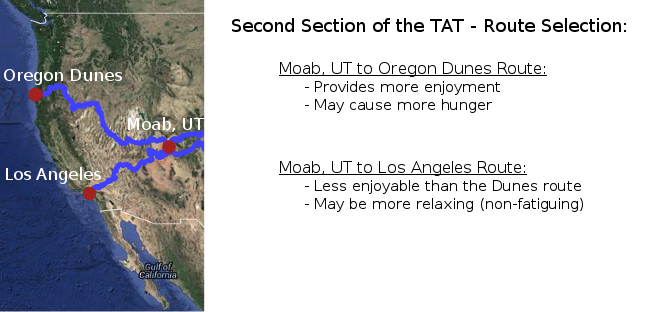 Second Section of the TAT - Route Selection:
Oregon Dunes
Moab, UT
Los Angeles
Gulf of
California
Moab, UT to Oregon Dunes Route:
- Provides more enjoyment
- May cause more hunger
Moab, UT to Los Angeles Route:
- Less enjoyable than the Dunes route
- May be more relaxing (non-fatiguing)